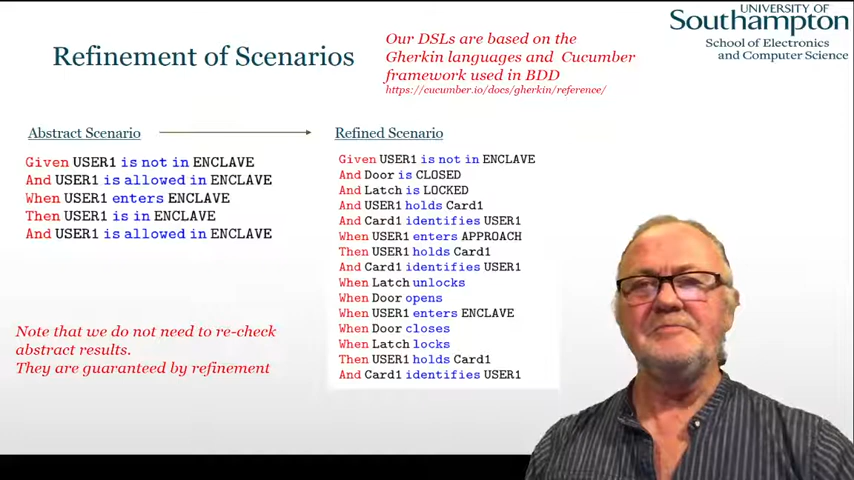 UNIVERSITY OF
Southampton
School of Electronics
and Computer Science
Refinement of Scenarios
Our DSLs are based on the
Gherkin languages and Cucumber
framework used in BDD
https://cucumber.io/docs/gherkin/reference/
Abstract Scenario
Given USER1 is not in ENCLAVE
And USER1 is allowed in ENCLAVE
When USER1 enters ENCLAVE
Then USER1 is in ENCLAVE
And USER1 is allowed in ENCLAVE
Note that we do not need to re-check
abstract results.
They are guaranteed by refinement
Refined Scenario
Given USER1 is not in ENCLAVE
And Door is CLOSED
And Latch is LOCKED
And USER1 holds Card1
And Card1 identifies USER1
When USER1 enters APPROACH
Then USER1 holds Card1
And Card1 identifies USER1
When Latch unlocks
When Door opens
When USER1 enters ENCLAVE
When Door closes
When Latch locks
Then USER1 holds Card1
And Card1 identifies USER1